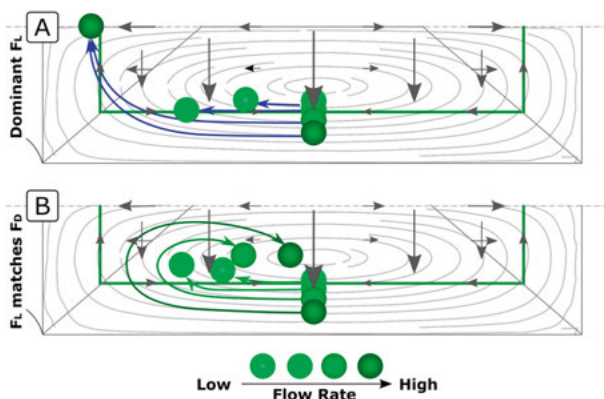 A
Dominant FL
B
FL matches FD
Low High
Flow Rate